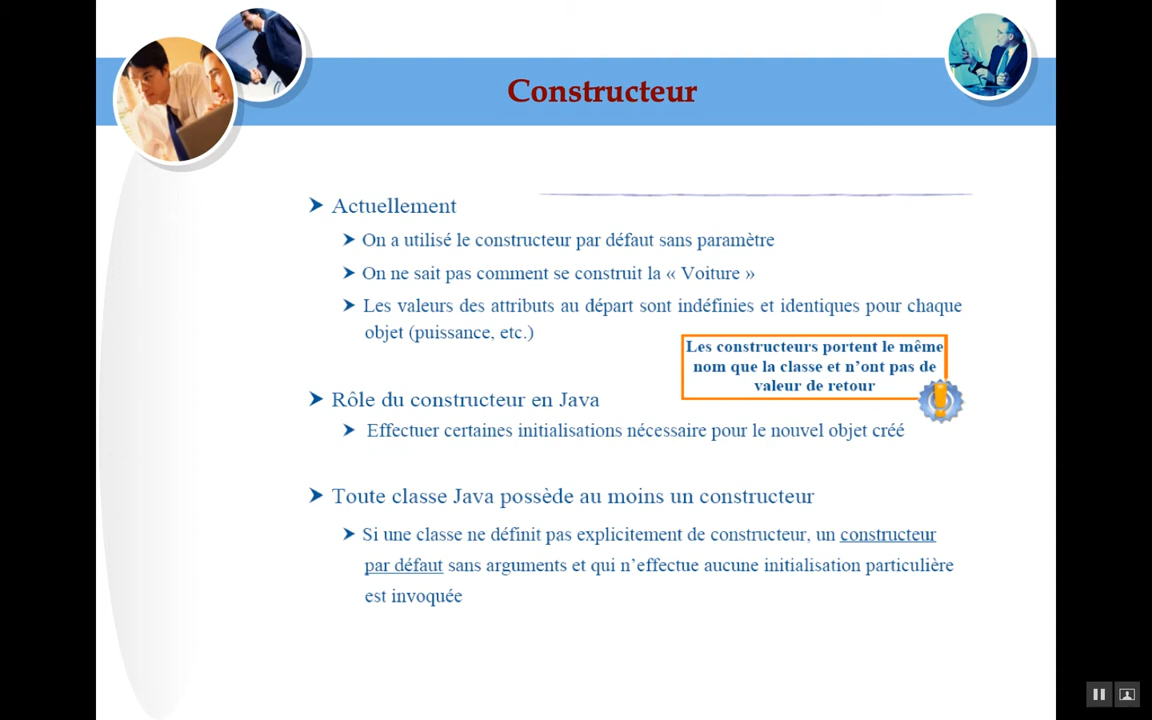 Constructeur
Actuellement
On a utilisé le constructeur par défaut sans paramètre
On ne sait pas comment se construit la « Voiture »
Les valeurs des attributs au départ sont indéfinies et identiques pour chaque
objet (puissance, etc.)
Les constructeurs portent le même
nom que la classe et n’ont pas de
valeur de retour
Rôle du constructeur en Java
Effectuer certaines initialisations nécessaire pour le nouvel objet créé
Toute classe Java possède au moins un constructeur
Si une classe ne définit pas explicitement de constructeur, un constructeur
par défaut sans arguments et qui n’effectue aucune initialisation particulière
est invoquée